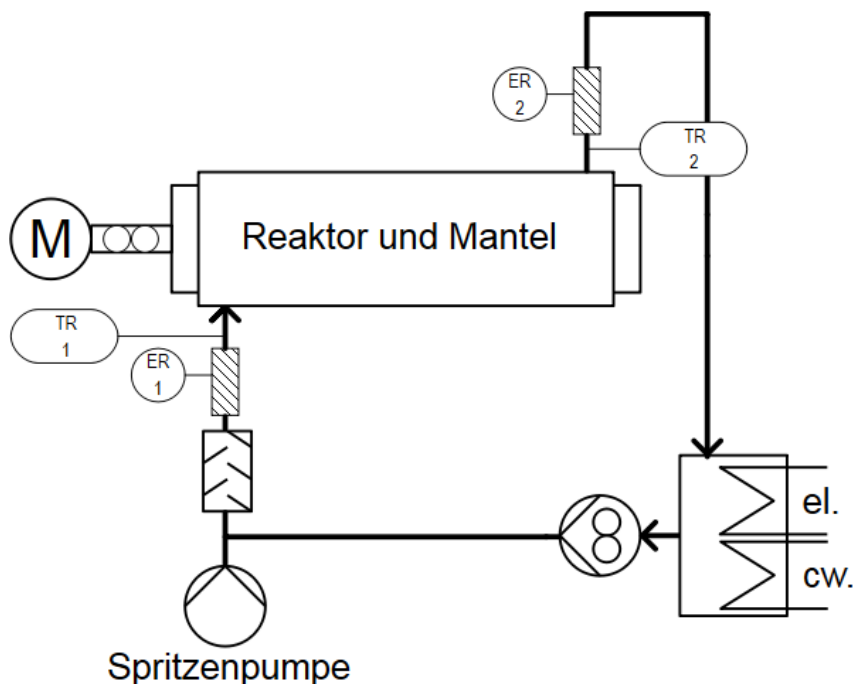 ER
2
TR
2
M
Reaktor und Mantel
TR
1
ER
1
el.
cw.
Spritzenpumpe